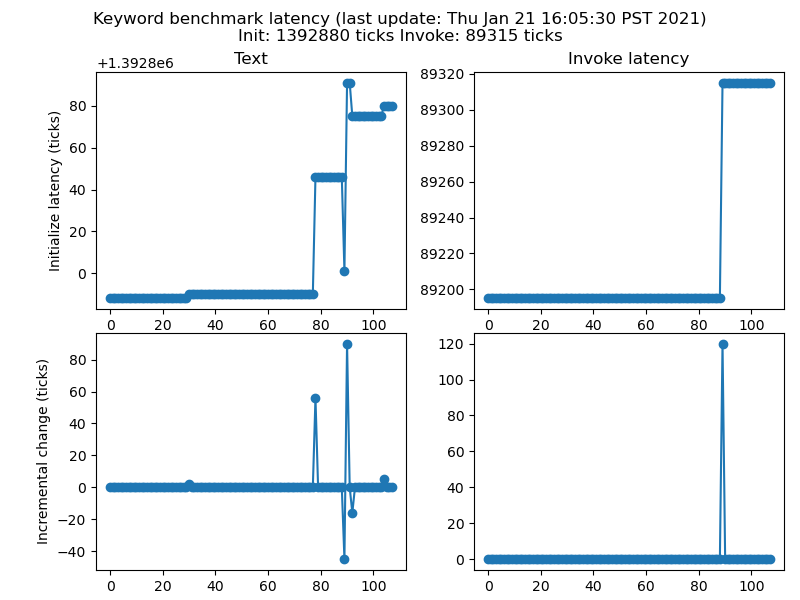 Keyword benchmark latency (last update: Thu Jan 21 16:05:30 PST 2021)
Init: 1392880 ticks Invoke: 89315 ticks
Text
+1.3928e6
80
60
40
20
0
Initialize latency (ticks)
0 20 40 60 80 100
Invoke latency
89320
89300
89280
89260
89240
89220
89200
0 20 40 60 80 100
80
60
40
20
0
−20
−40
Incremental change (ticks)
0 20 40 60 80 100
120
100
80
60
40
20
0
0 20 40 60 80 100